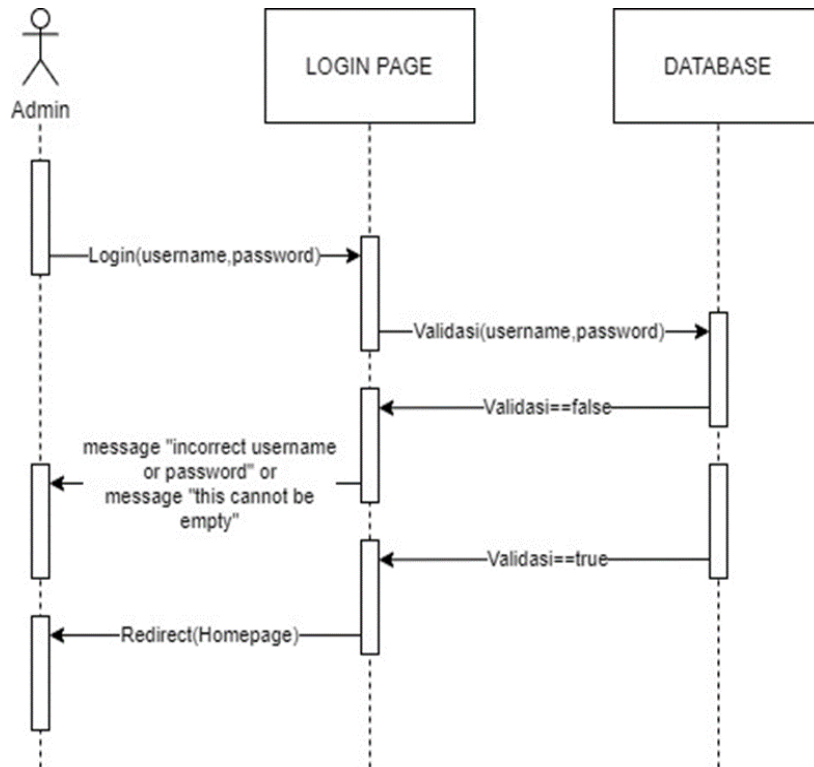 Admin
LOGIN PAGE
DATABASE
Login(username,password)
Validasi(username,password)
Validasi==false
message "incorrect username
or password" or
message "this cannot be
empty"
Validasi==true
Redirect(Homepage)